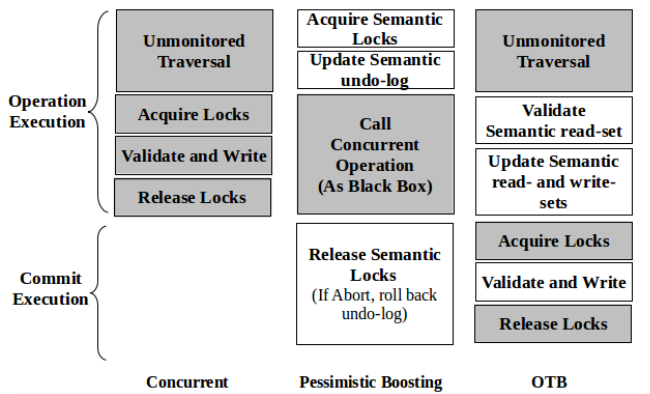 Operation
Execution
Commit
Execution
Unmonitored
Traversal
Acquire Locks
Validate and Write
Release Locks
Concurrent
Acquire Semantic
Locks
Update Semantic
undo-log
Call
Concurrent
Operation
(As Black Box)
Release Semantic
Locks
(If Abort, roll back
undo-log)
Pessimistic Boosting
Unmonitored
Traversal
Validate
Semantic read-set
Update Semantic
read- and write-
sets
Acquire Locks
Validate and Write
Release Locks
OTB